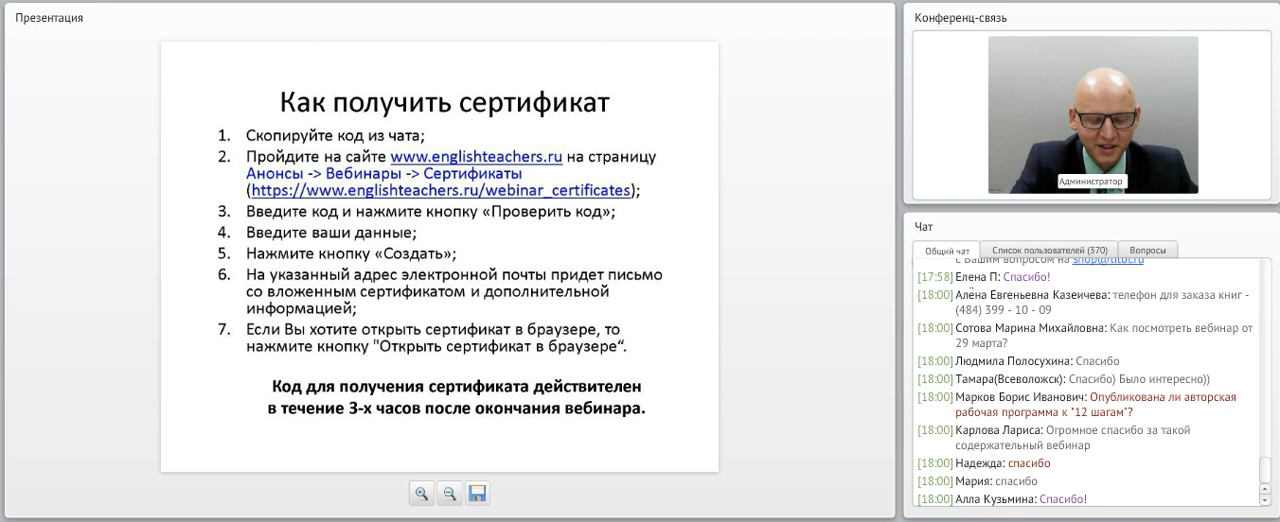 Презентация
Как получить сертификат
1. Скопируйте код из чата;
2. Пройдите на сайте www.englishteachers.ru на страницу
Анонсы -> Вебинары -> Сертификаты
(https://www.englishteachers.ru/webinar_certificates);
3. Введите код и нажмите кнопку «Проверить код»;
4. Введите ваши данные;
5. Нажмите кнопку «Создать»;
6. На указанный адрес электронной почты придет письмо
со вложенным сертификатом и дополнительной
информацией;
7. Если Вы хотите открыть сертификат в браузере, то
нажмите кнопку "Открыть сертификат в браузере“.
Код для получения сертификата действителен
в течение 3-х часов после окончания вебинара.
Конференц-связь
Администратор
Чат
Общий чат Список пользователей (370) Вопросы
с Вашим вопросом на shop@titul.ru
[17:58] Елена П: Спасибо!
[18:00] Алена Евгеньевна Казеичева: телефон для заказа книг -
(484) 399 - 10 - 09
[18:00] Сотова Марина Михайловна: Как посмотреть вебинар от
29 марта?
[18:00] Людмила Полосухина: Спасибо
[18:00] Тамара(Всеволожск): Спасибо) Было интересно))
[18:00] Марков Борис Иванович: Опубликована ли авторская
рабочая программа к "12 шагам"?
[18:00] Карлова Лариса: Огромное спасибо за такой
содержательный вебинар
[18:00] Надежда: спасибо
[18:00] Мария: спасибо
[18:00] Алла Кузьмина: Спасибо!